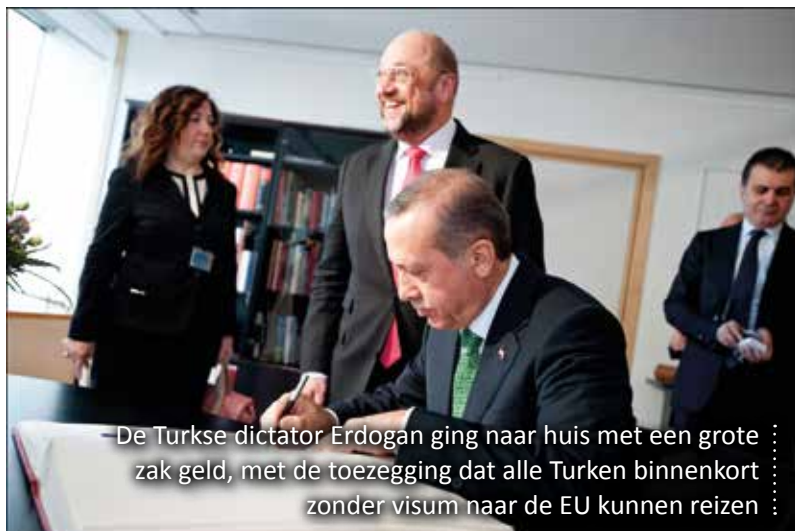 De Turkse dictator Erdogan ging naar huis met een grote
zak geld, met de toezegging dat alle Turken binnenkort
zonder visum naar de EU kunnen reizen